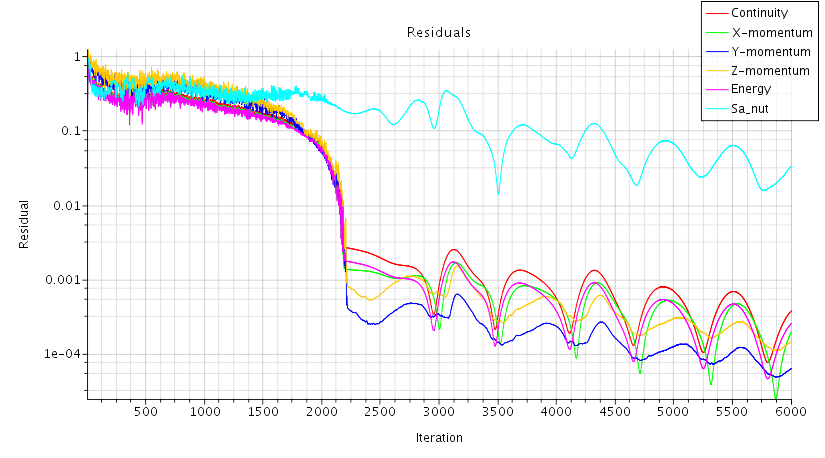 Residuals
Continuity
X-momentum
Y-momentum
Z-momentum
Energy
Sa_nut
1
0.1
0.01
0.001
1e-04
Residual
500 1000 1500 2000 2500 3000 3500 4000 4500 5000 5500 6000
Iteration